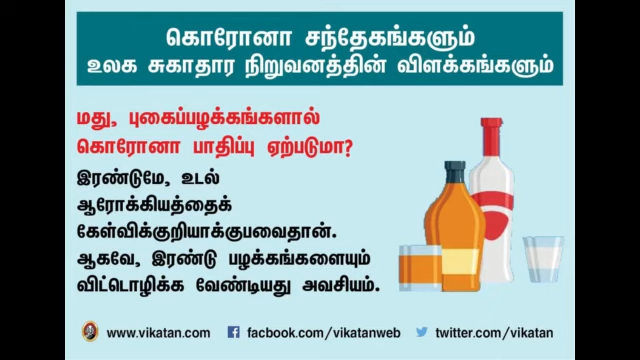 கொரோனா சந்தேகங்களும்
உலக சுகாதார நிறுவனத்தின் விளக்கங்களும்
மது, புகைப்பழக்கங்களால்
கொரோனா பாதிப்பு ஏற்படுமா?
இரண்டுமே, உடல்
ஆரோக்கியத்தைக்
கேள்விக்குறியாக்குபவைதான்.
ஆகவே, இரண்டு பழக்கங்களையும்
விட்டொழிக்க வேண்டியது அவசியம்.
www.vikatan.com facbook.com/vikatanweb twitter.com/vikatan